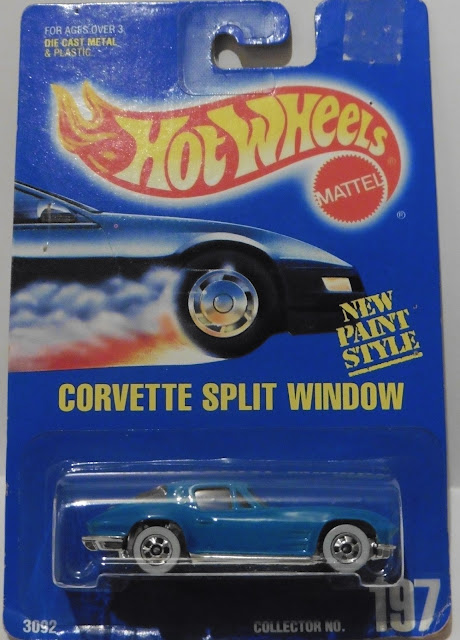 FOR AGES OVER 3
DIE CAST METAL
& PLASTIC
HOT WHEELS
MATTEL
®
NEW
PAINT
STYLE
CORVETTE SPLIT WINDOW
3092
COLLECTOR NO. 197